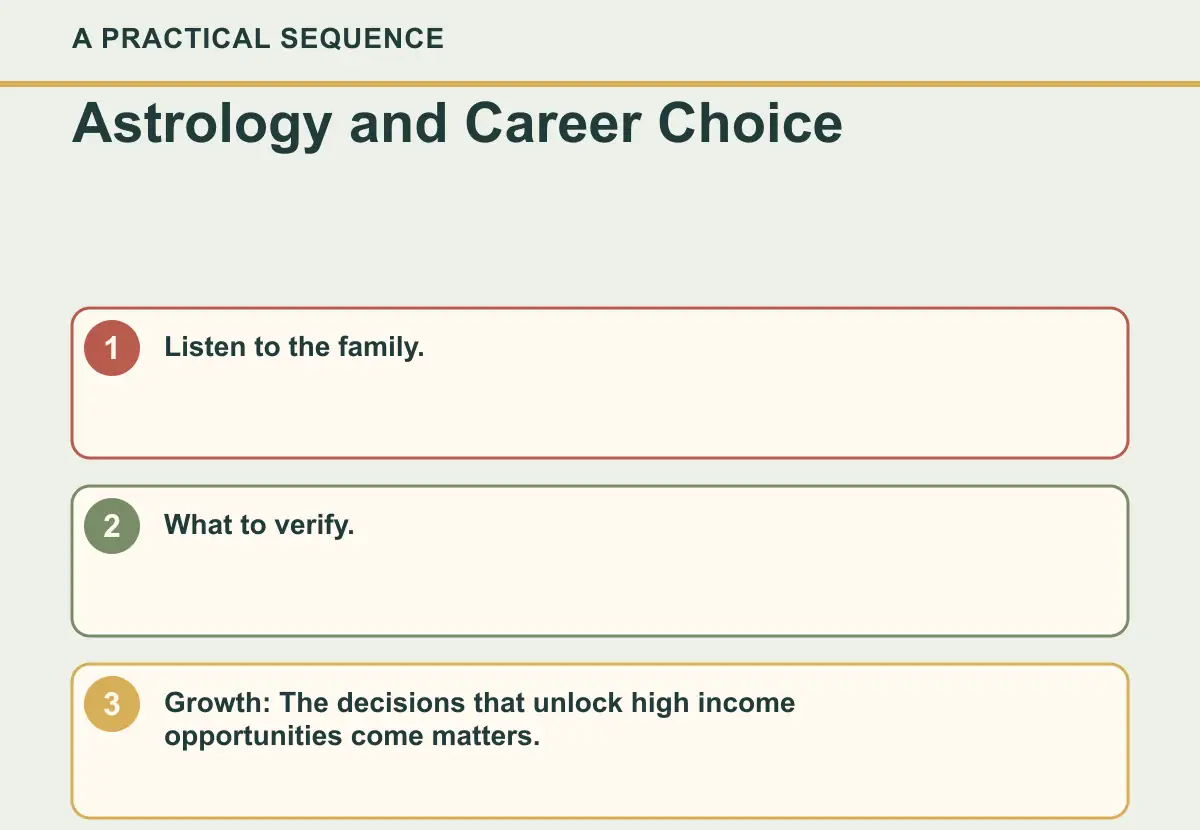 A PRACTICAL SEQUENCE
Astrology and Career Choice
1
Listen to the family.
2
What to verify.
3
Growth: The decisions that unlock high income
opportunities come matters.